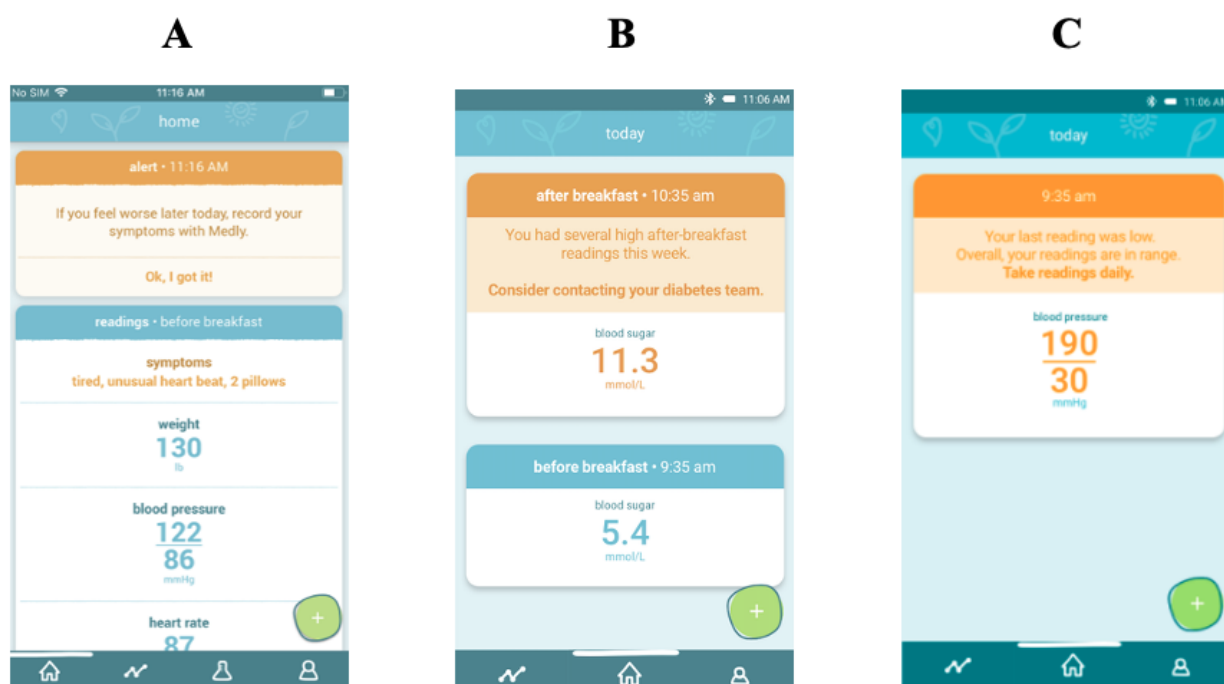 A
B
C
No SIM 11:16 AM
home
alert • 11:16 AM
If you feel worse later today, record your
symptoms with Medly.
Ok, I got it!
readings • before breakfast
symptoms
tired, unusual heart beat, 2 pillows
weight
130
lb
blood pressure
122
86
mmHg
heart rate
87
+
11:06 AM
today
after breakfast • 10:35 am
You had several high after-breakfast
readings this week.
Consider contacting your diabetes team.
blood sugar
11.3
mmol/L
before breakfast • 9:35 am
blood sugar
5.4
mmol/L
+
11:06 AM
today
9:35 am
Your last reading was low.
Overall, your readings are in range.
Take readings daily.
blood pressure
190
30
mmHg
+